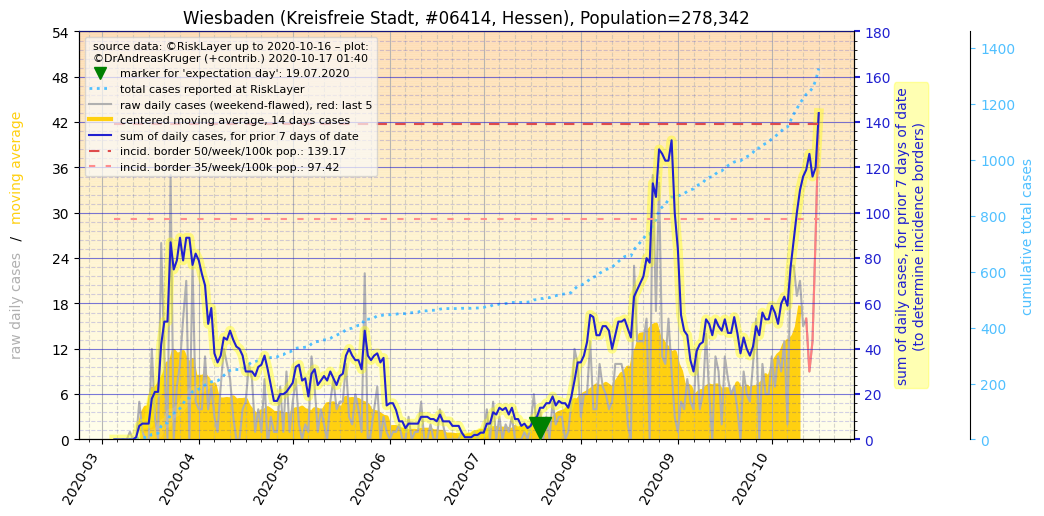 Wiesbaden (Kreisfreie Stadt, #06414, Hessen), Population=278,342
source data: ©RiskLayer up to 2020-10-16 – plot:
©DrAndreasKruger (+contrib.) 2020-10-17 01:40
marker for 'expectation day': 19.07.2020
total cases reported at RiskLayer
raw daily cases (weekend-flawed), red: last 5
centered moving average, 14 days cases
sum of daily cases, for prior 7 days of date
incid. border 50/week/100k pop.: 139.17
incid. border 35/week/100k pop.: 97.42
raw daily cases / moving average
54
48
42
36
30
24
18
12
6
0
2020-03
2020-04
2020-05
2020-06
2020-07
2020-08
2020-09
2020-10
180
160
140
120
100
80
60
40
20
0
sum of daily cases, for prior 7 days of date
(to determine incidence borders)
1400
1200
1000
800
600
400
200
0
cumulative total cases